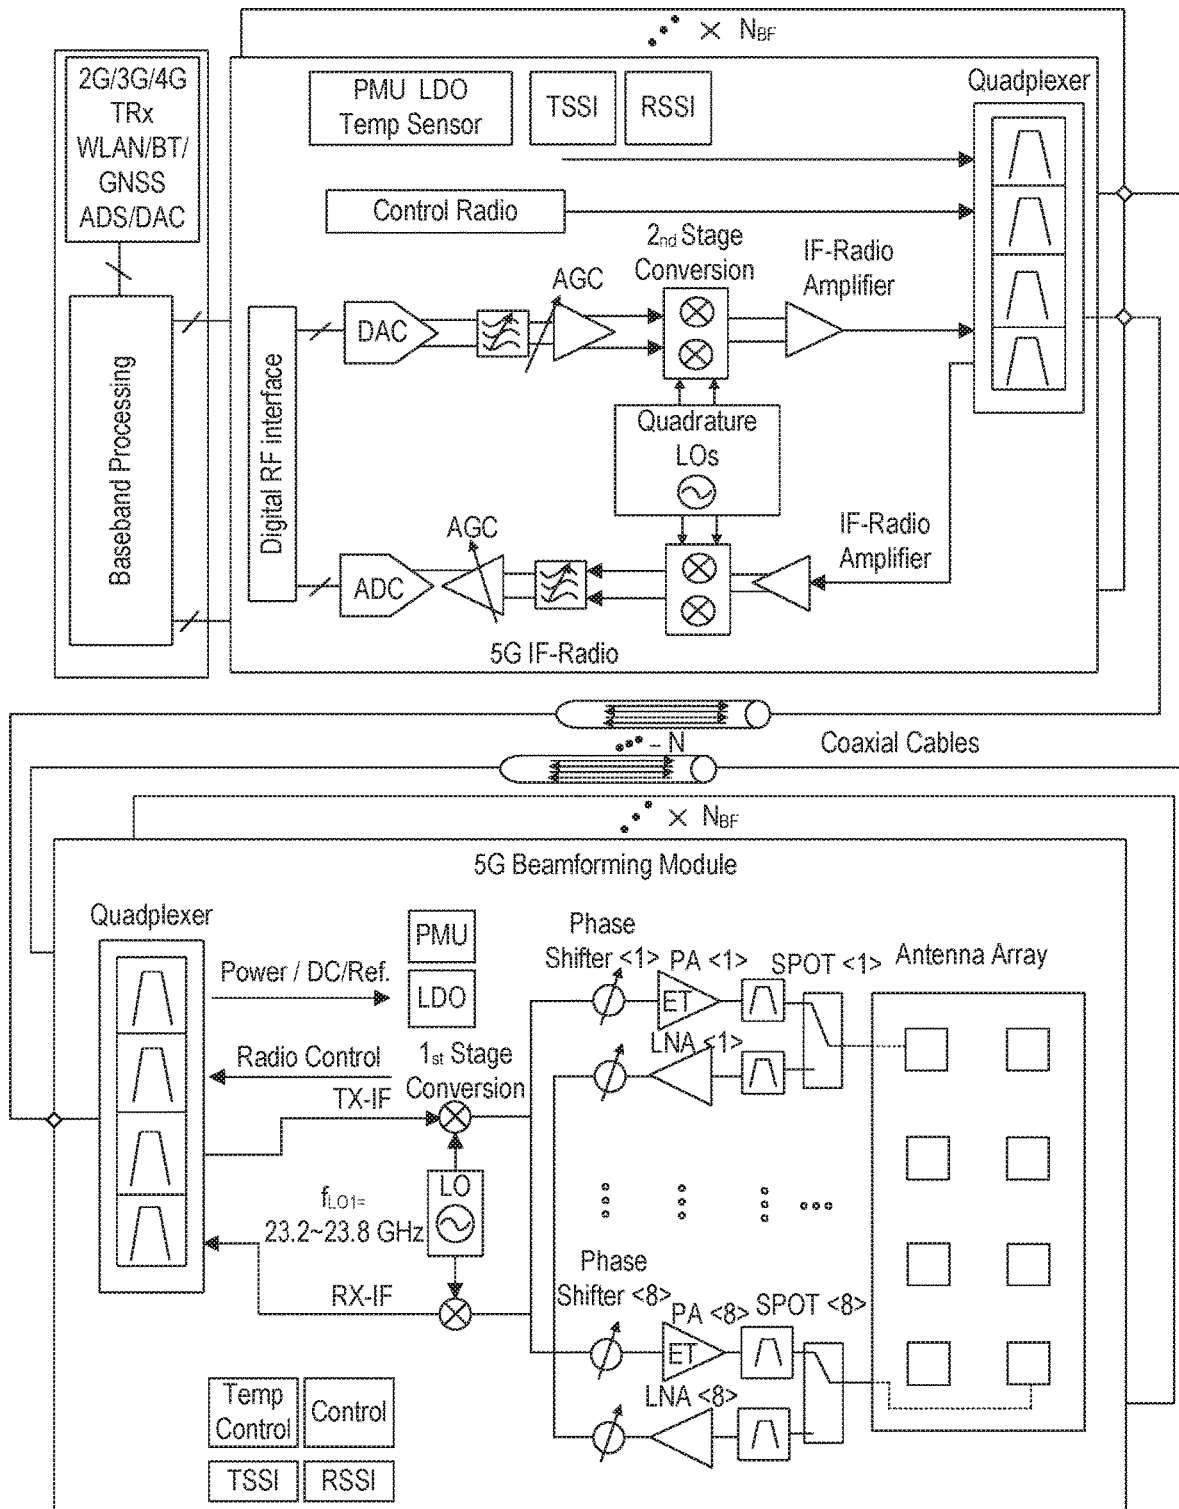 × NBF
2G/3G/4G
TRx
WLAN/BT/
GNSS
ADS/DAC
PMU LDO
Temp Sensor
TSSI
RSSI
Quadplexer
Control Radio
2nd Stage
Conversion
IF-Radio
Amplifier
AGC
DAC
Baseband Processing
Digital RF interface
Quadrature
LOs
AGC
IF-Radio
Amplifier
ADC
5G IF-Radio
– N
Coaxial Cables
× NBF
5G Beamforming Module
Quadplexer
PMU
Phase
Shifter <1>
PA <1>
SPOT <1>
Antenna Array
Power / DC/Ref.
LDO
ET
Radio Control
1st Stage
Conversion
LNA <1>
TX-IF
LO
fLO1=
23.2~23.8 GHz
Phase
Shifter <8>
PA <8>
SPOT <8>
RX-IF
ET
LNA <8>
Temp
Control
Control
TSSI
RSSI